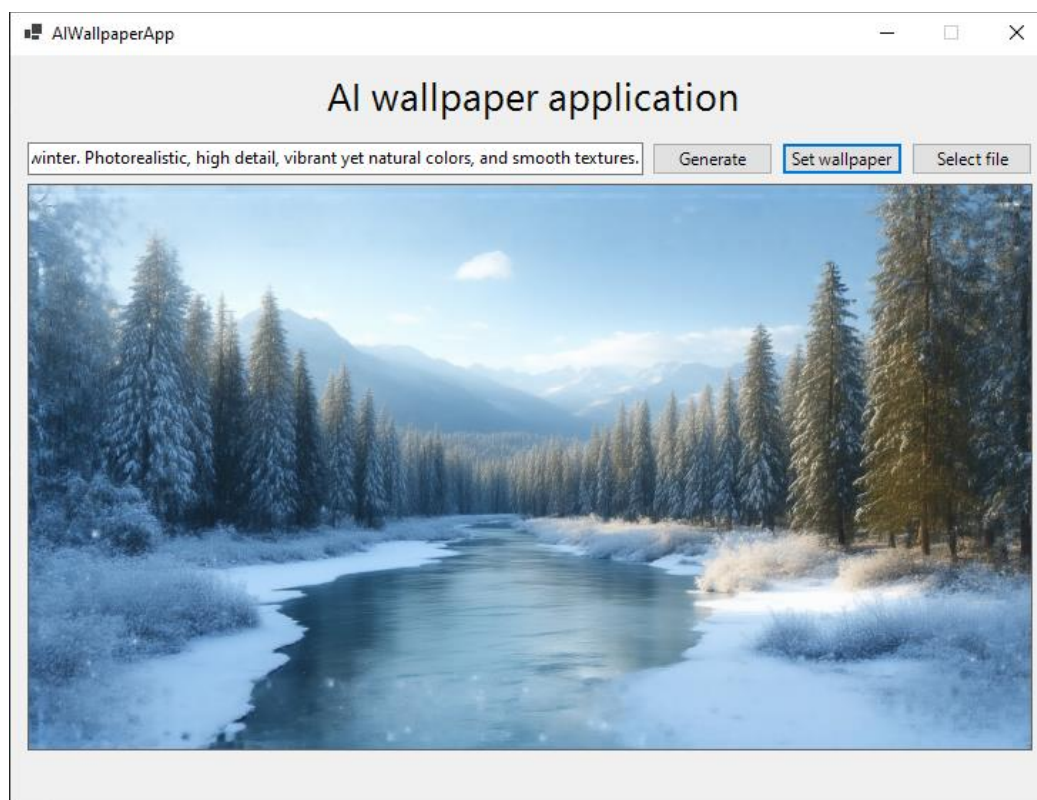 AIWallpaperApp
AI wallpaper application
winter. Photorealistic, high detail, vibrant yet natural colors, and smooth textures.
Generate
Set wallpaper
Select file